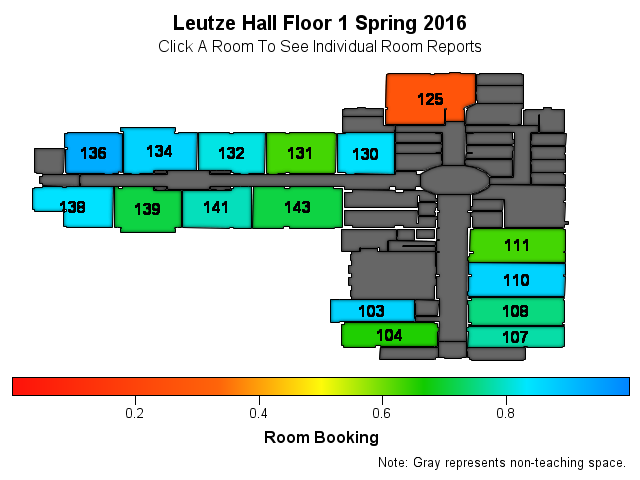 Leutze Hall Floor 1 Spring 2016
Click A Room To See Individual Room Reports
125
136 134 132 131 130
138 139 141 143
111
110
103 108
104 107
0.2 0.4 0.6 0.8
Room Booking
Note: Gray represents non-teaching space.